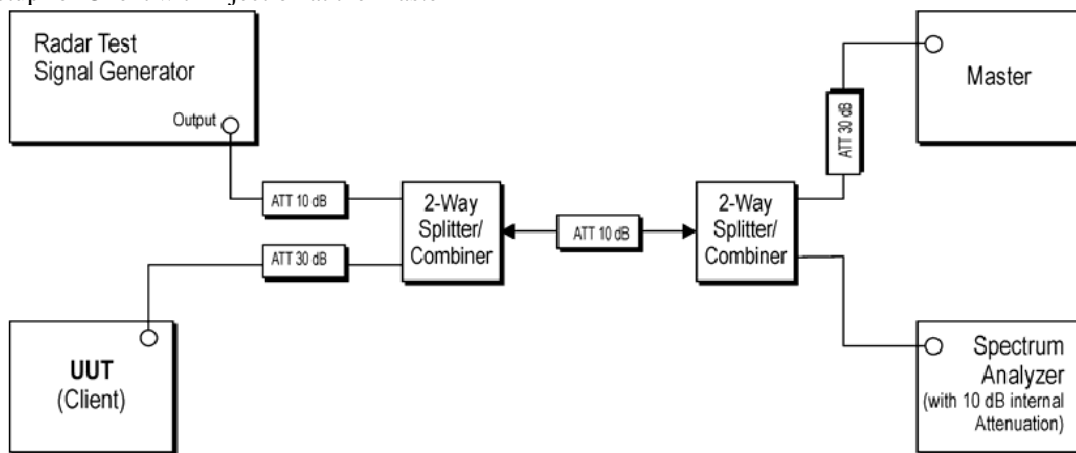 Radar Test
Signal Generator
Output
ATT 10 dB
ATT 30 dB
2-Way
Splitter/
Combiner
ATT 10 dB
2-Way
Splitter/
Combiner
ATT 30 dB
Master
UUT
(Client)
Spectrum
Analyzer
(with 10 dB internal
Attenuation)